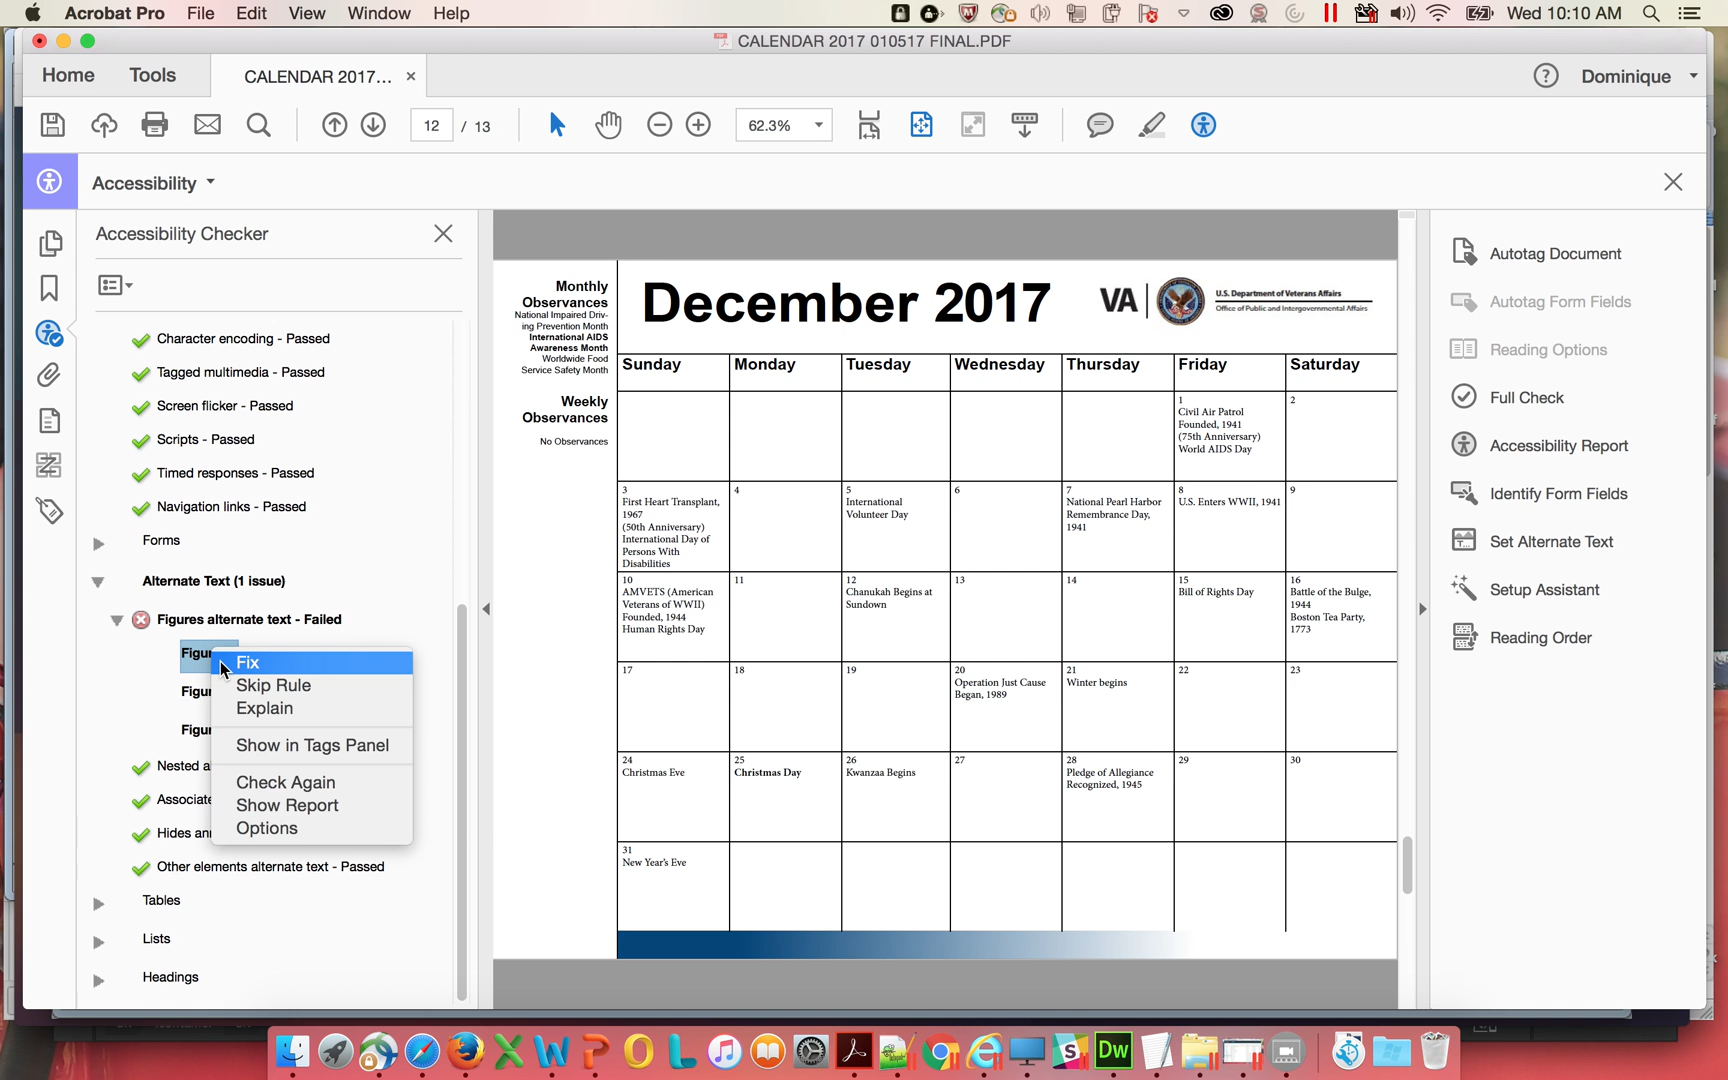 Acrobat Pro File Edit View Window Help
Wed 10:10 AM
CALENDAR 2017 010517 FINAL.PDF
Home Tools CALENDAR 2017... ×
? Dominique
12 / 13 62.3%
Accessibility
Accessibility Checker
Character encoding - Passed
Tagged multimedia - Passed
Screen flicker - Passed
Scripts - Passed
Timed responses - Passed
Navigation links - Passed
Forms
Alternate Text (1 issue)
Figures alternate text - Failed
Figu
Figu
Figu
Nested a
Associate
Hides an
Other elements alternate text - Passed
Tables
Lists
Headings
Fix
Skip Rule
Explain
Show in Tags Panel
Check Again
Show Report
Options
Monthly
Observances
National Impaired Driv-
ing Prevention Month
International AIDS
Awareness Month
Worldwide Food
Service Safety Month
Weekly
Observances
No Observances
December 2017
VA
U.S. Department of Veterans Affairs
Office of Public and Intergovernmental Affairs
Sunday Monday Tuesday Wednesday Thursday Friday Saturday
1
Civil Air Patrol
Founded, 1941
(75th Anniversary)
World AIDS Day
2
3
First Heart Transplant,
1967
(50th Anniversary)
International Day of
Persons With
Disabilities
4
5
International
Volunteer Day
6
7
National Pearl Harbor
Remembrance Day,
1941
8
U.S. Enters WWII, 1941
9
10
AMVETS (American
Veterans of WWII)
Founded, 1944
Human Rights Day
11
12
Chanukah Begins at
Sundown
13
14
15
Bill of Rights Day
16
Battle of the Bulge,
1944
Boston Tea Party,
1773
17
18
19
20
Operation Just Cause
Began, 1989
21
Winter begins
22
23
24
Christmas Eve
25
Christmas Day
26
Kwanzaa Begins
27
28
Pledge of Allegiance
Recognized, 1945
29
30
31
New Year's Eve
Autotag Document
Autotag Form Fields
Reading Options
Full Check
Accessibility Report
Identify Form Fields
Set Alternate Text
Setup Assistant
Reading Order
Dw